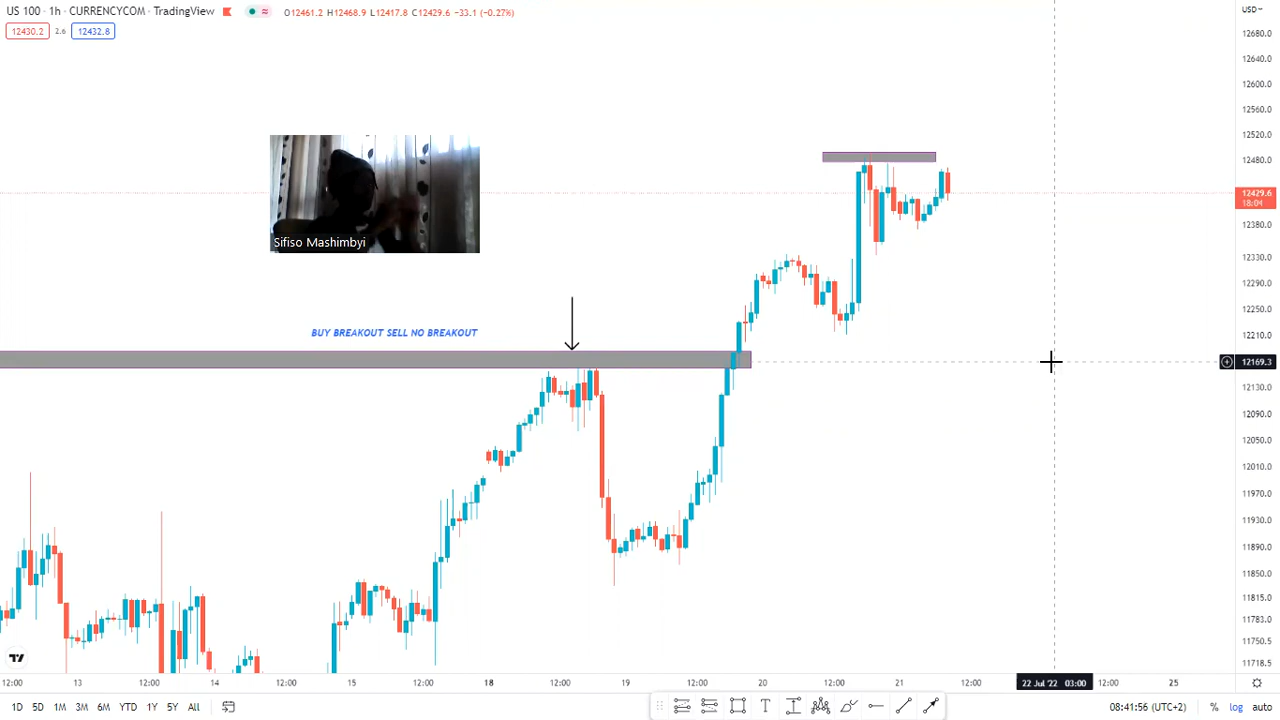 US 100 · 1h · CURRENCYCOM · TradingView
O12461.2 H12468.9 L12417.8 C12429.6 −33.1 (−0.27%)
USD
12430.2 2.6 12432.8
12680.0
12640.0
12600.0
12560.0
12520.0
12480.0
12429.6
18:04
12380.0
12330.0
12290.0
12250.0
12210.0
12169.3
12130.0
12090.0
12050.0
12010.0
11970.0
11930.0
11890.0
11850.0
11815.0
11783.0
11750.5
11718.5
Sifiso Mashimbyi
BUY BREAKOUT SELL NO BREAKOUT
12:00 13 12:00 14 12:00 15 12:00 18 12:00 19 12:00 20 12:00 21 12:00 22 Jul '22 03:00 12:00 25
1D 5D 1M 3M 6M YTD 1Y 5Y All
08:41:56 (UTC+2) % log auto